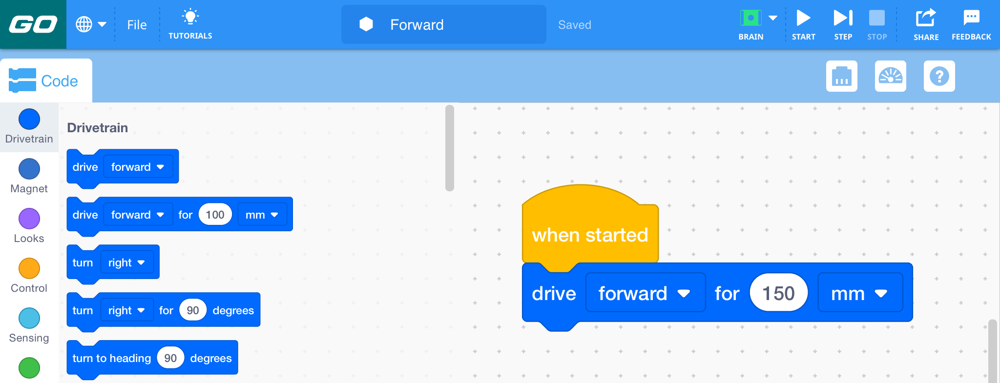 GO
File
TUTORIALS
Forward
Saved
BRAIN
START
STEP
STOP
SHARE
FEEDBACK
Code
?
Drivetrain
Magnet
Looks
Control
Sensing
Drivetrain
drive forward
drive forward for 100 mm
turn right
turn right for 90 degrees
turn to heading 90 degrees
when started
drive forward for 150 mm